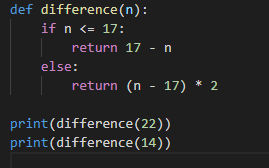 def difference(n):
    if n <= 17:
        return 17 - n
    else:
        return (n - 17) * 2

print(difference(22))
print(difference(14))